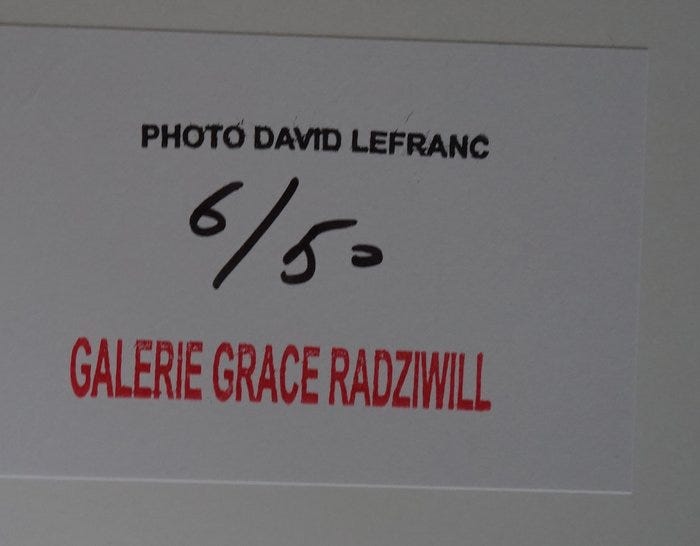 PHOTO DAVID LEFRANC
6/50
GALERIE GRACE RADZIWILL